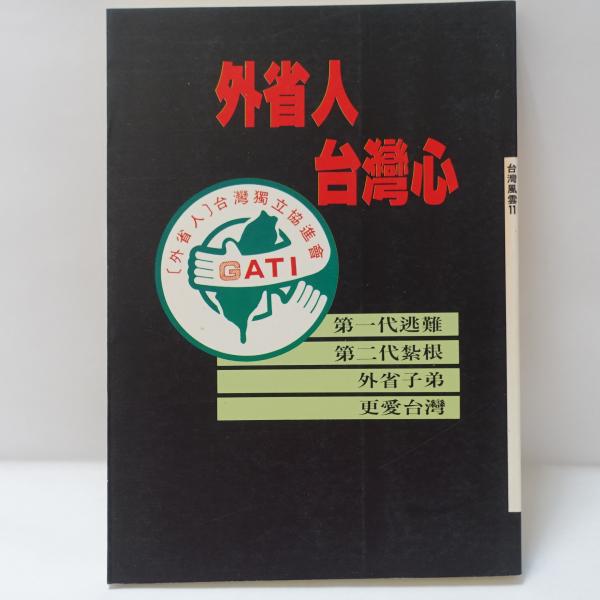 外省人
台灣心
台灣風雲11
〔外省人〕台灣獨立協進會
GATI
第一代逃難
第二代紮根
外省子弟
更愛台灣